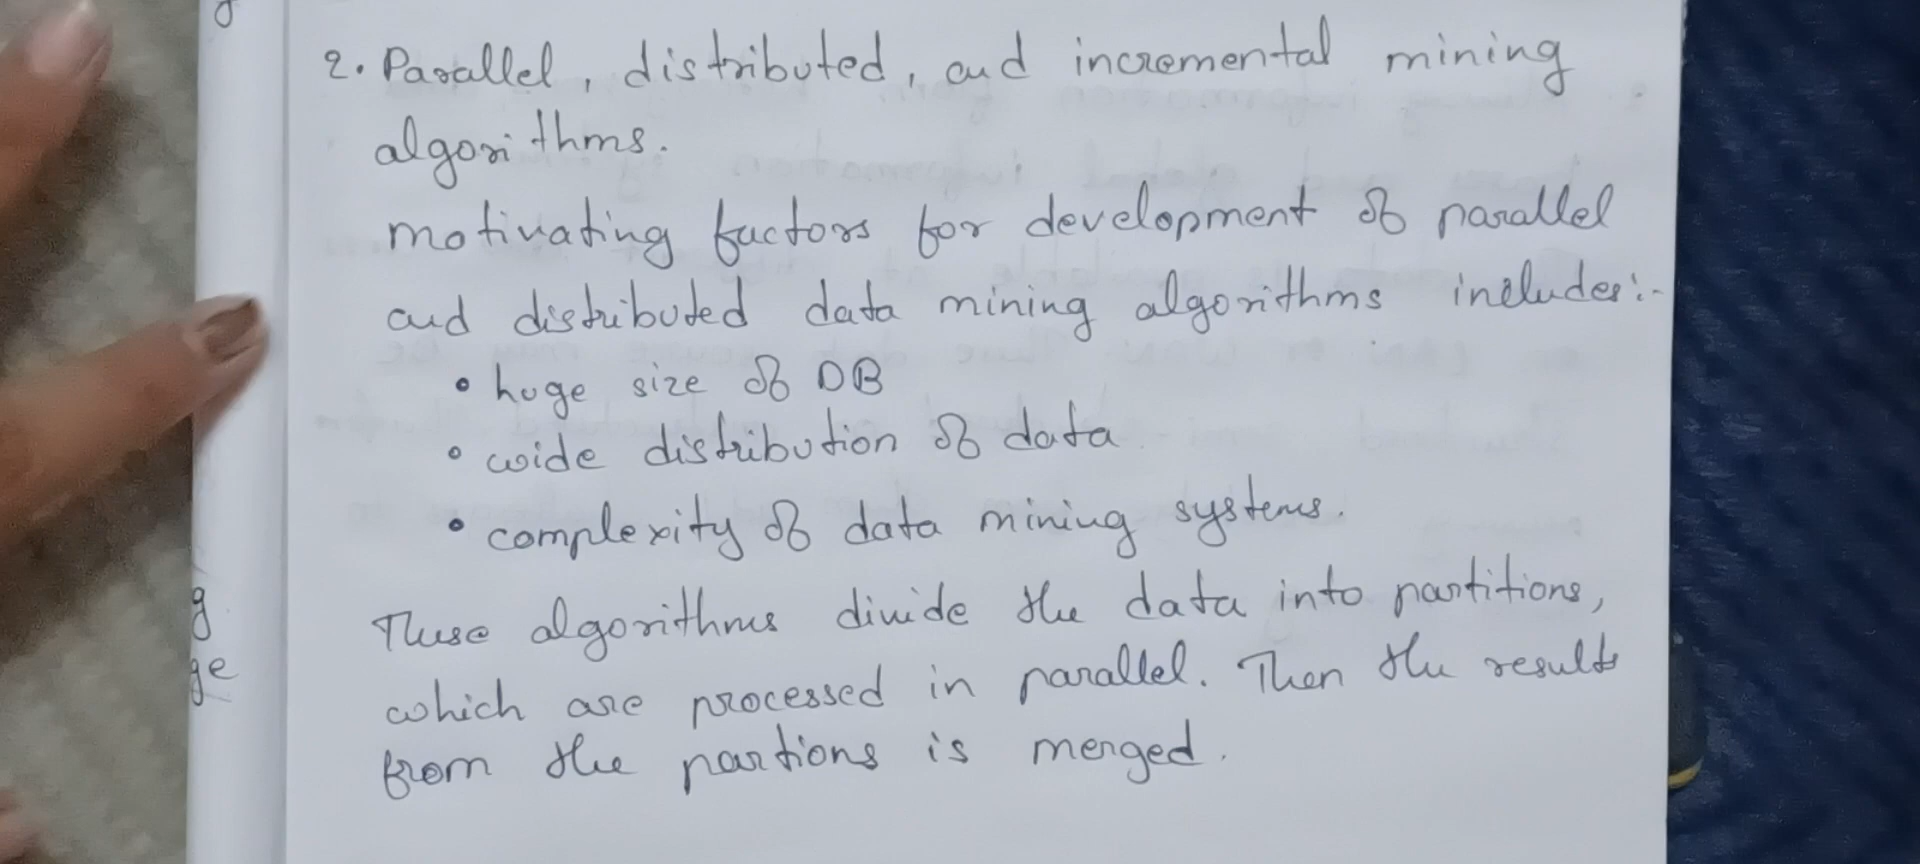 2. Parallel, distributed, and incremental mining
algorithms.
motivating factors for development of parallel
and distributed data mining algorithms includes:-
• huge size of DB
• wide distribution of data
• complexity of data mining systems.
These algorithms divide the data into partitions,
which are processed in parallel. Then the results
from the partions is merged.
g
ge